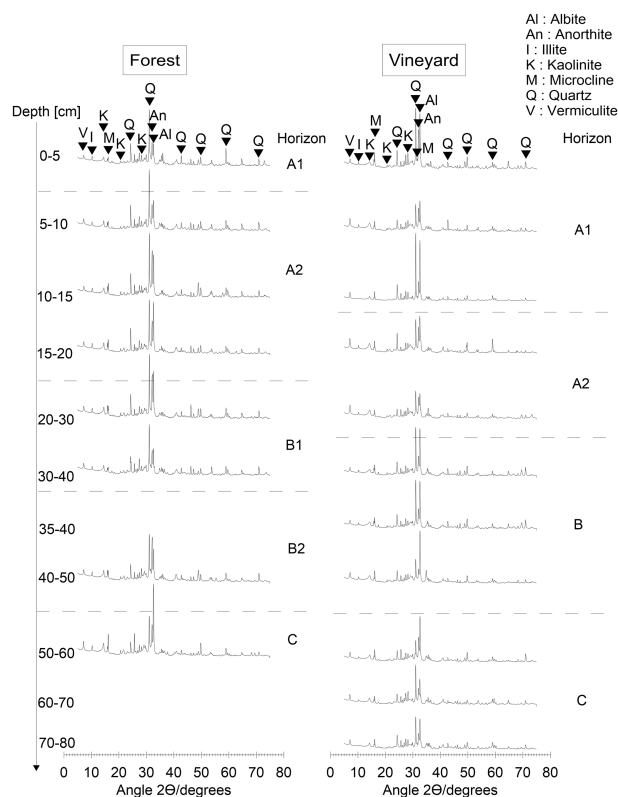 Al : Albite
An : Anorthite
I : Illite
K : Kaolinite
M : Microcline
Q : Quartz
V : Vermiculite
Forest
Vineyard
Depth [cm]
Horizon
Horizon
V I K M K Q K Q An Al Q Q Q Q
V I K M K Q K Q Al An M Q Q Q Q
0-5
A1
5-10
A2
10-15
15-20
20-30
B1
30-40
35-40
B2
40-50
50-60
C
60-70
70-80
A1
A2
B
C
0 10 20 30 40 50 60 70 80
Angle 2Θ/degrees
0 10 20 30 40 50 60 70 80
Angle 2Θ/degrees